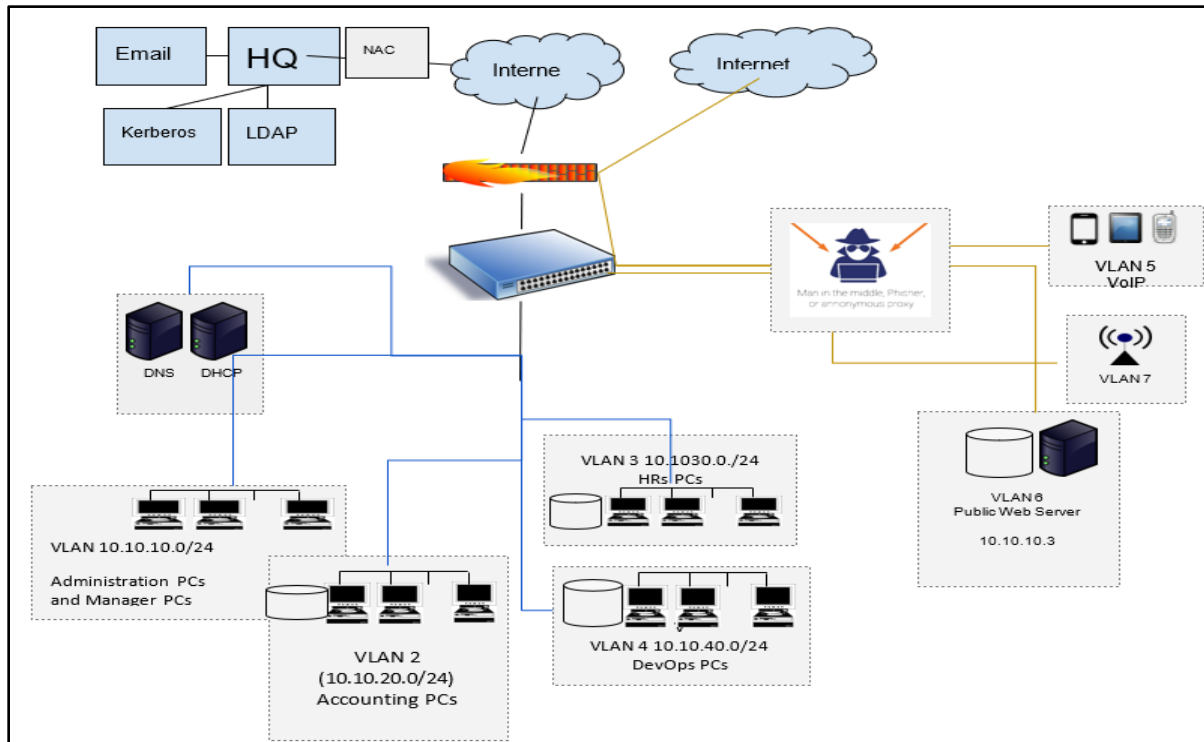 Email
HQ
NAC
Interne
Internet
Kerberos
LDAP
Man in the middle, Phisher,
or annonymous proxy
VLAN 5
VoIP
DNS
DHCP
VLAN 7
VLAN 3 10.1030.0./24
HRs PCs
VLAN 6
Public Web Server
10.10.10.3
VLAN 10.10.10.0/24
Administration PCs
and Manager PCs
VLAN 2
(10.10.20.0/24)
Accounting PCs
VLAN 4 10.10.40.0/24
DevOps PCs